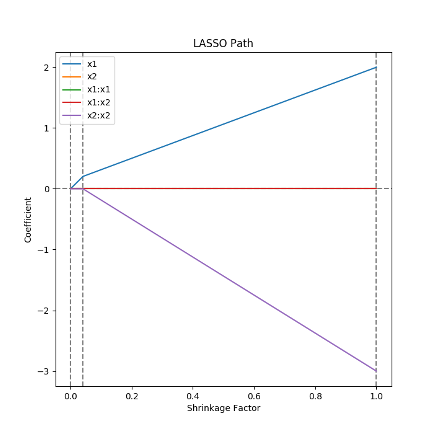 LASSO Path
x1
x2
x1:x1
x1:x2
x2:x2
2
1
0
−1
−2
−3
Coefficient
0.0 0.2 0.4 0.6 0.8 1.0
Shrinkage Factor